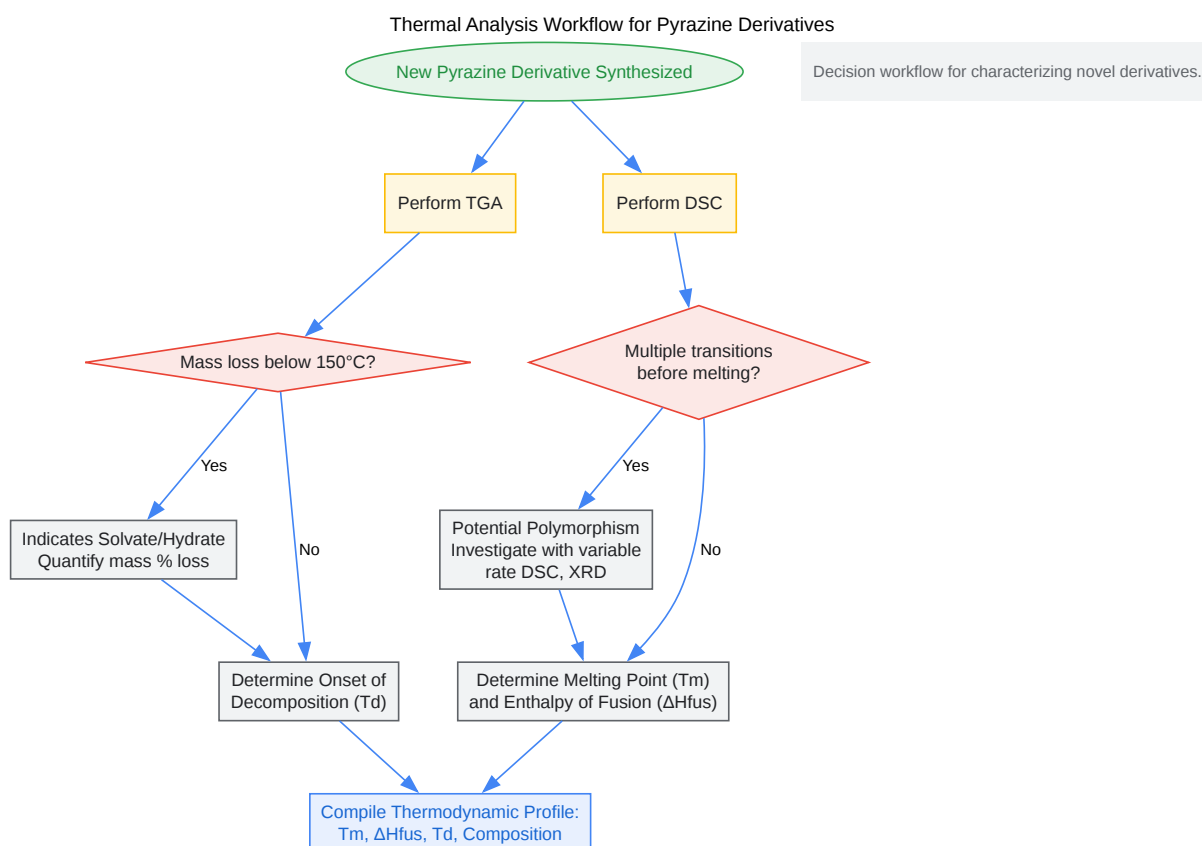 Thermal Analysis Workflow for Pyrazine Derivatives
New Pyrazine Derivative Synthesized
Decision workflow for characterizing novel derivatives.
Perform TGA
Perform DSC
Mass loss below 150°C?
Multiple transitions
before melting?
Yes
Yes
Indicates Solvate/Hydrate
Quantify mass % loss
No
Potential Polymorphism
Investigate with variable
rate DSC, XRD
No
Determine Onset of
Decomposition (Td)
Determine Melting Point (Tm)
and Enthalpy of Fusion (ΔHfus)
Compile Thermodynamic Profile:
Tm, ΔHfus, Td, Composition